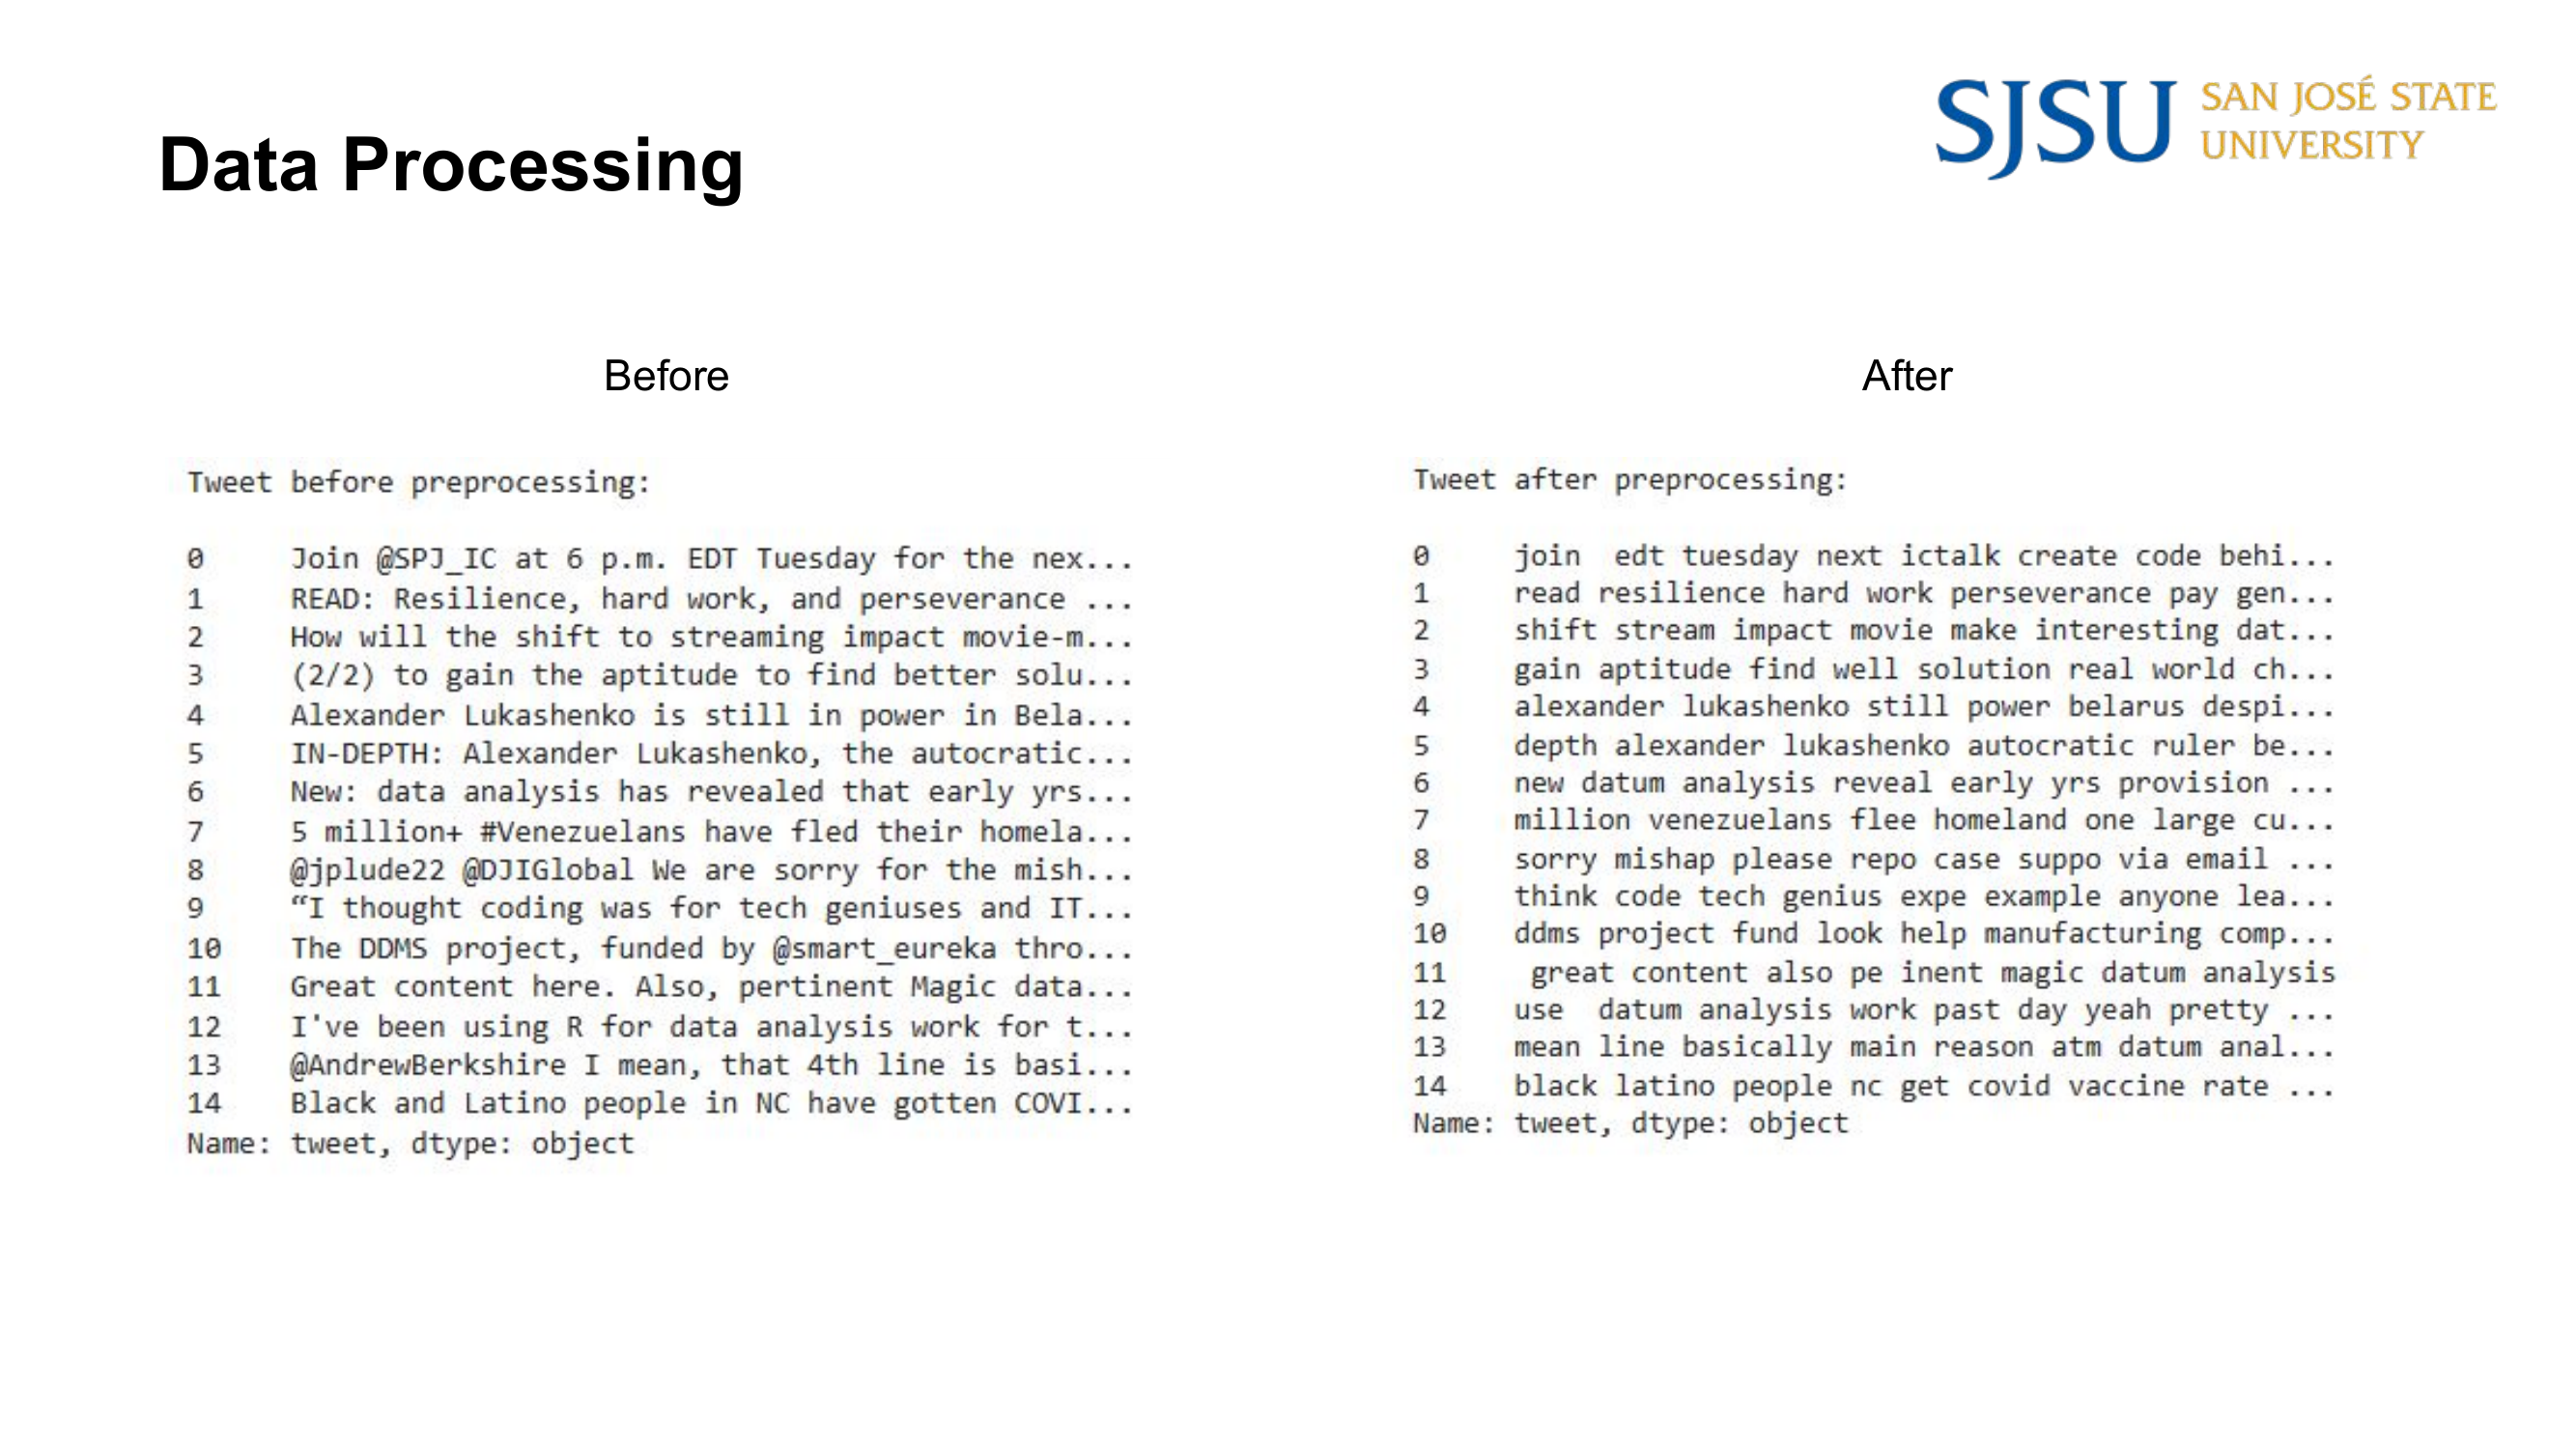 SJSU SAN JOSÉ STATE
UNIVERSITY
Data Processing
Before
Tweet before preprocessing:
0 Join @SPJ_IC at 6 p.m. EDT Tuesday for the nex...
1 READ: Resilience, hard work, and perseverance ...
2 How will the shift to streaming impact movie-m...
3 (2/2) to gain the aptitude to find better solu...
4 Alexander Lukashenko is still in power in Bela...
5 IN-DEPTH: Alexander Lukashenko, the autocratic...
6 New: data analysis has revealed that early yrs...
7 5 million+ #Venezuelans have fled their homela...
8 @jplude22 @DJIGlobal We are sorry for the mish...
9 “I thought coding was for tech geniuses and IT...
10 The DDMS project, funded by @smart_eureka thro...
11 Great content here. Also, pertinent Magic data...
12 I've been using R for data analysis work for t...
13 @AndrewBerkshire I mean, that 4th line is basi...
14 Black and Latino people in NC have gotten COVI...
Name: tweet, dtype: object
After
Tweet after preprocessing:
0 join  edt tuesday next ictalk create code behi...
1 read resilience hard work perseverance pay gen...
2 shift stream impact movie make interesting dat...
3 gain aptitude find well solution real world ch...
4 alexander lukashenko still power belarus despi...
5 depth alexander lukashenko autocratic ruler be...
6 new datum analysis reveal early yrs provision ...
7 million venezuelans flee homeland one large cu...
8 sorry mishap please repo case suppo via email ...
9 think code tech genius expe example anyone lea...
10 ddms project fund look help manufacturing comp...
11 great content also pe inent magic datum analysis
12 use  datum analysis work past day yeah pretty ...
13 mean line basically main reason atm datum anal...
14 black latino people nc get covid vaccine rate ...
Name: tweet, dtype: object